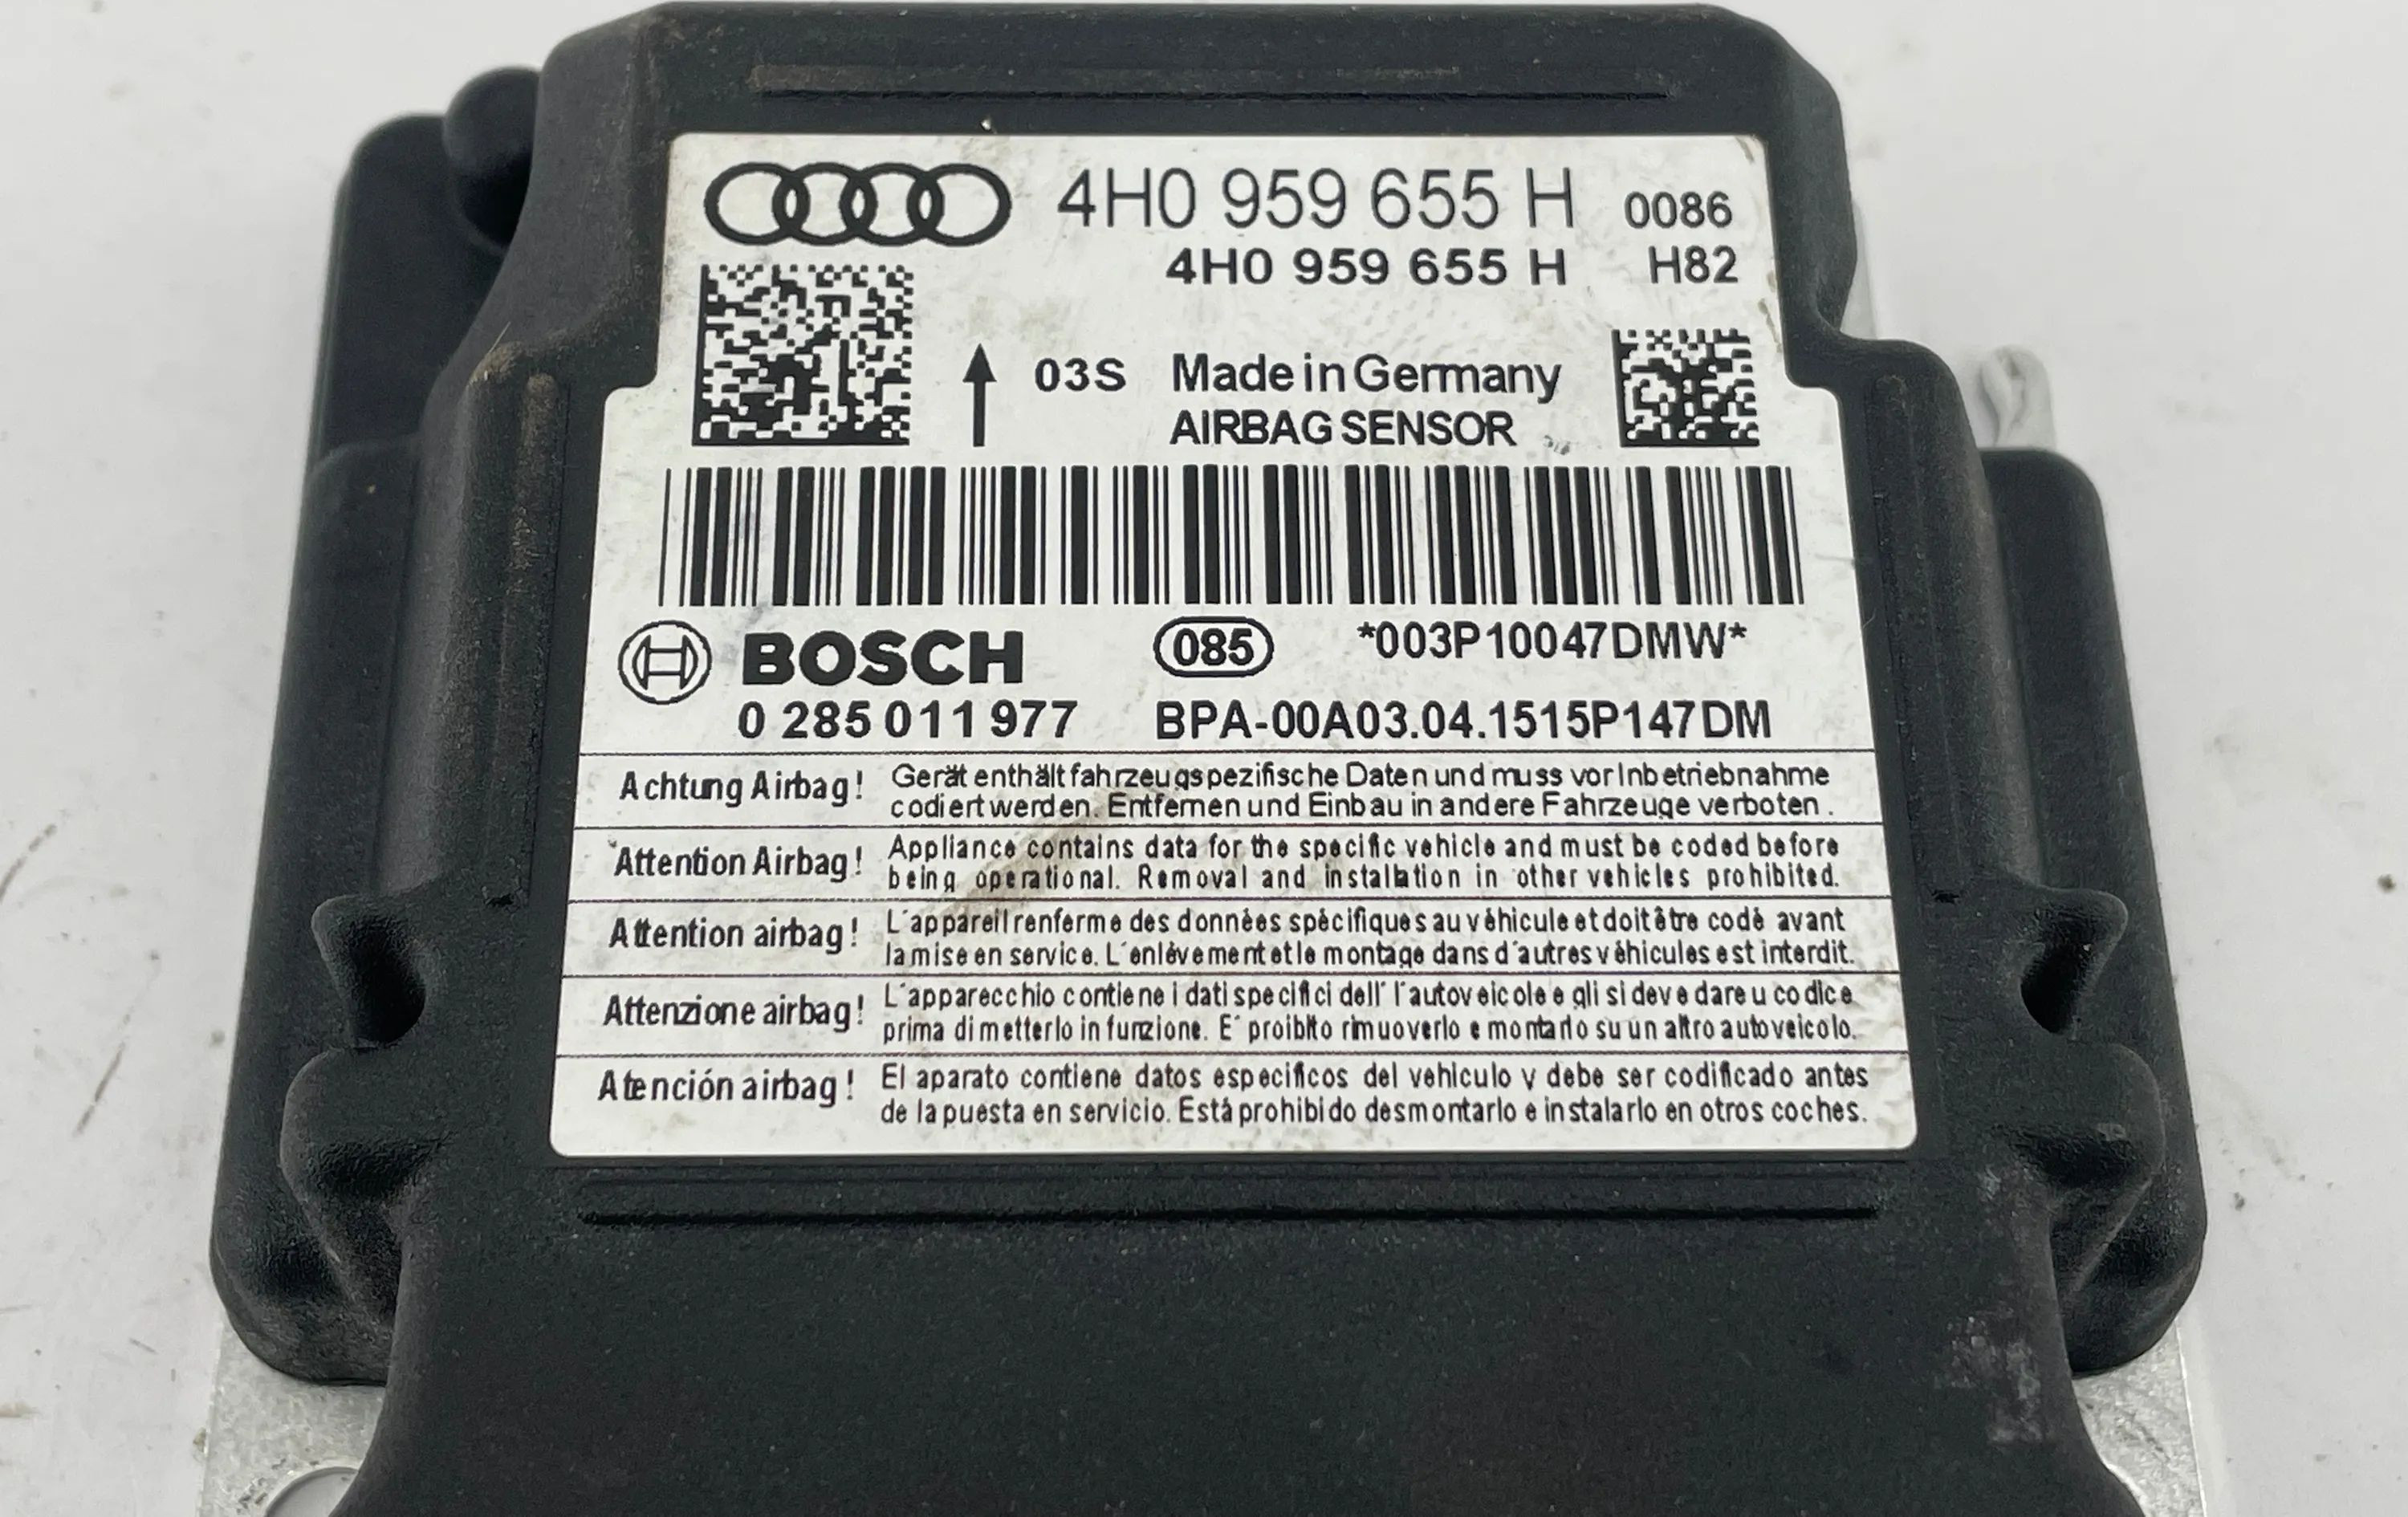 4H0 959 655 H 0086
4H0 959 655 H H82
03S Made in Germany
AIRBAG SENSOR
BOSCH 085 *003P10047DMW*
0 285 011 977 BPA-00A03.04.1515P147DM
Achtung Airbag! Gerät enthält fahrzeugspezifische Daten und muss vor Inbetriebnahme
codiert werden. Entfernen und Einbau in andere Fahrzeuge verboten.
Attention Airbag! Appliance contains data for the specific vehicle and must be coded before
being operational. Removal and installation in other vehicles prohibited.
Attention airbag! L'appareil renferme des données spécifiques au véhicule et doit être codé avant
la mise en service. L'enlèvement et le montage dans d'autres véhicules est interdit.
Attenzione airbag! L'apparecchio contiene i dati specifici dell' l'autoveicolo e gli si deve dare u codice
prima di metterlo in funzione. E' proibito rimuoverlo e montarlo su un altro autoveicolo.
Atención airbag! El aparato contiene datos especificos del vehiculo y debe ser codificado antes
de la puesta en servicio. Está prohibido desmontarlo e instalarlo en otros coches.